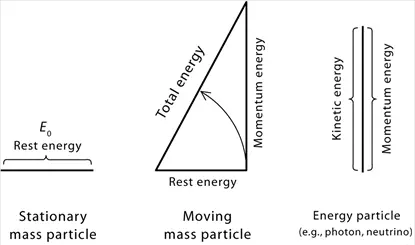 E0
Rest energy
Stationary
mass particle
Total energy
Momentum energy
Rest energy
Moving
mass particle
Kinetic energy
Momentum energy
Energy particle
(e.g., photon, neutrino)